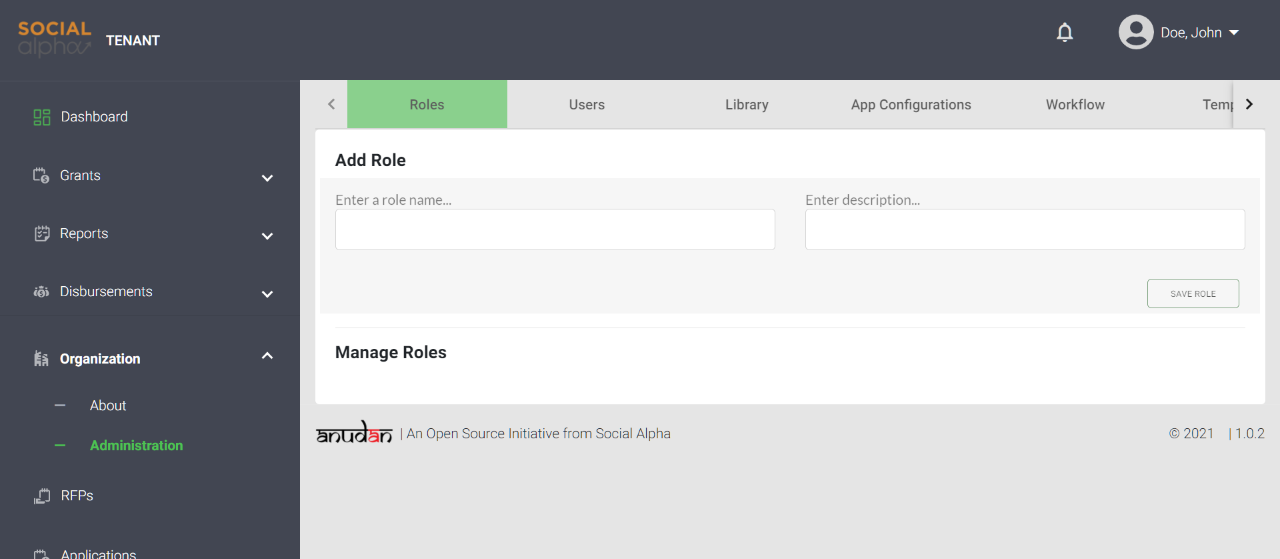 SOCIAL
alpha
TENANT
Doe, John
Dashboard
Grants
Reports
Disbursements
Organization
About
Administration
RFPs
Applications
Roles
Users
Library
App Configurations
Workflow
Temp
Add Role
Enter a role name...
Enter description...
SAVE ROLE
Manage Roles
anudan | An Open Source Initiative from Social Alpha
© 2021 | 1.0.2